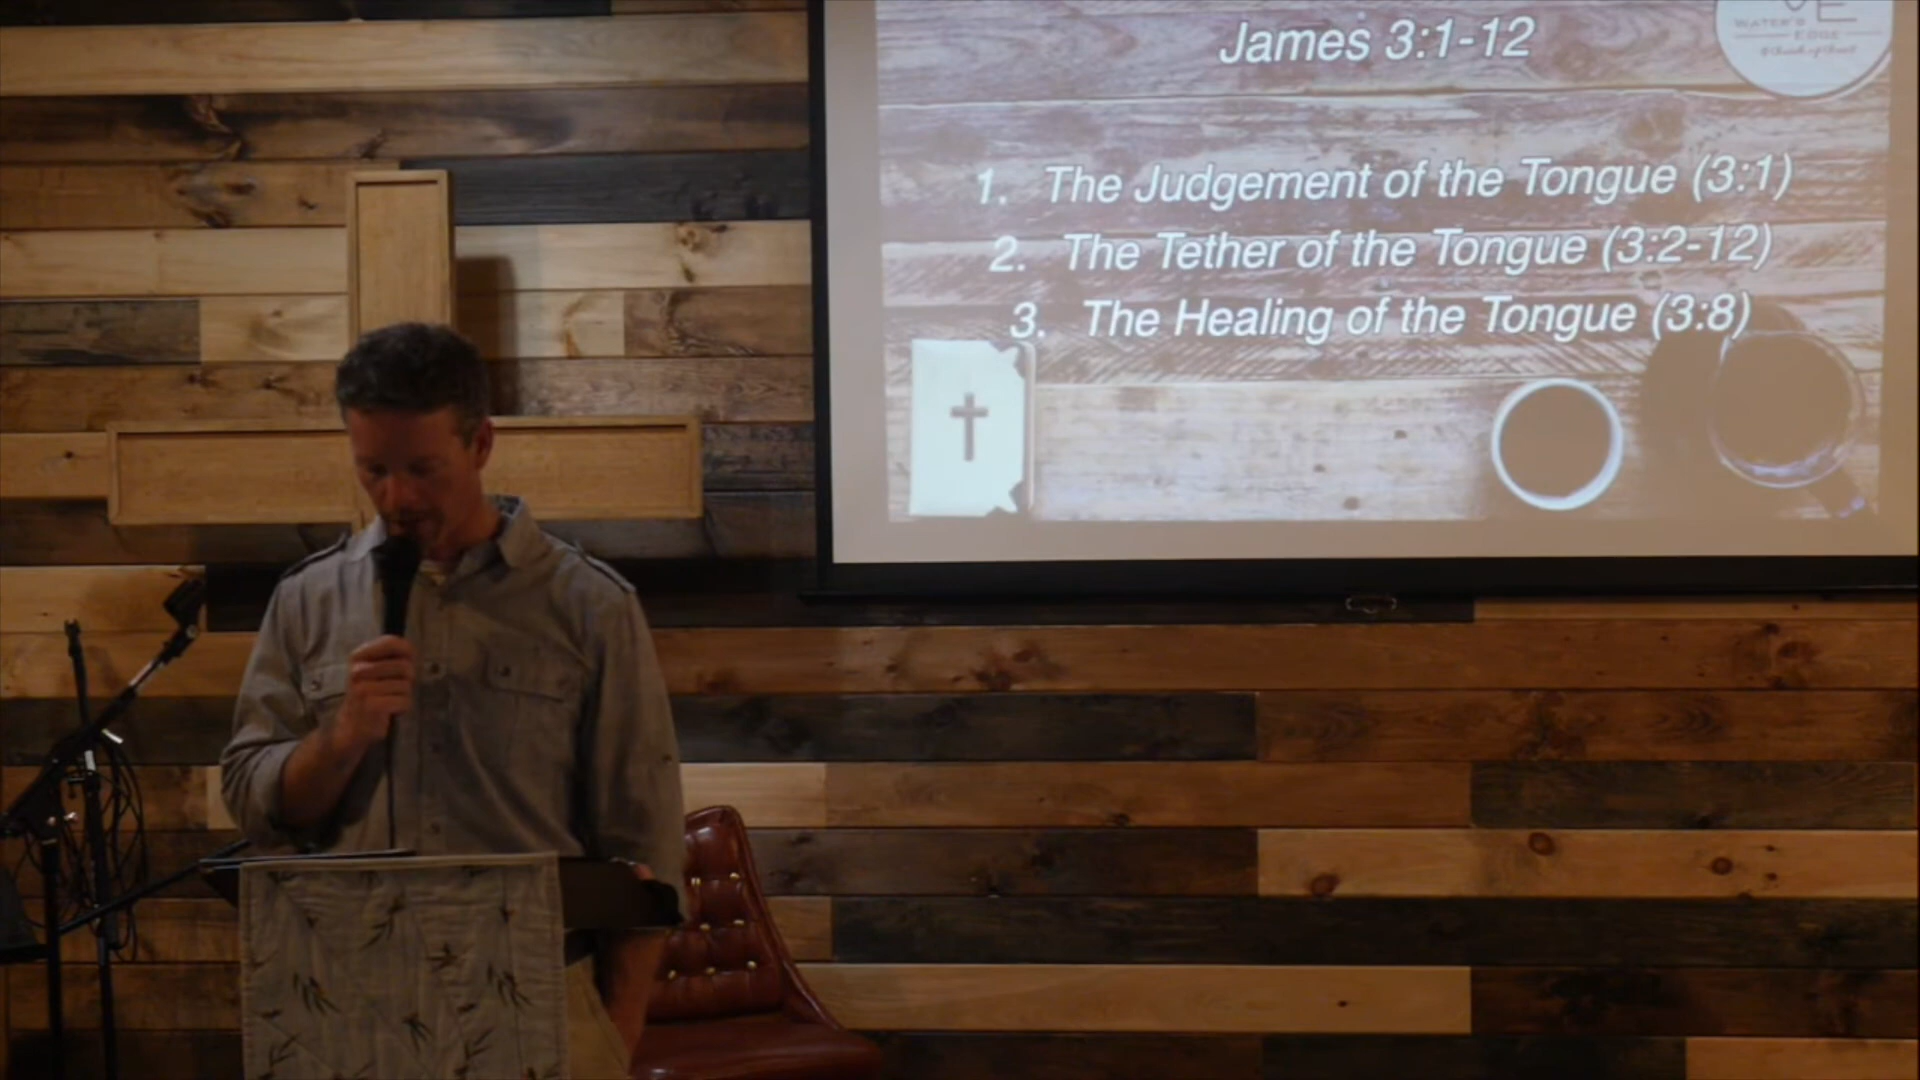 WATER'S
EDGE
James 3:1-12
1. The Judgement of the Tongue (3:1)
2. The Tether of the Tongue (3:2-12)
3. The Healing of the Tongue (3:8)